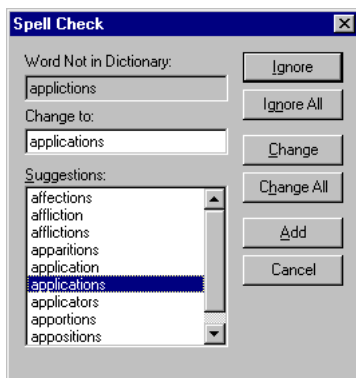 Spell Check
Word Not in Dictionary:
applictions
Change to:
applications
Suggestions:
affections
affliction
afflictions
apparitions
application
applications
applicators
apportions
appositions
Ignore
Ignore All
Change
Change All
Add
Cancel